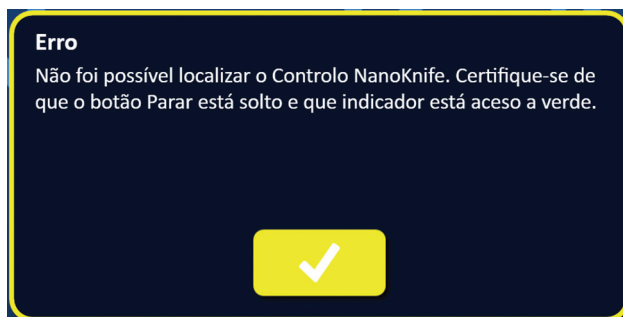 Erro
Não foi possível localizar o Controlo NanoKnife. Certifique-se de
que o botão Parar está solto e que indicador está aceso a verde.